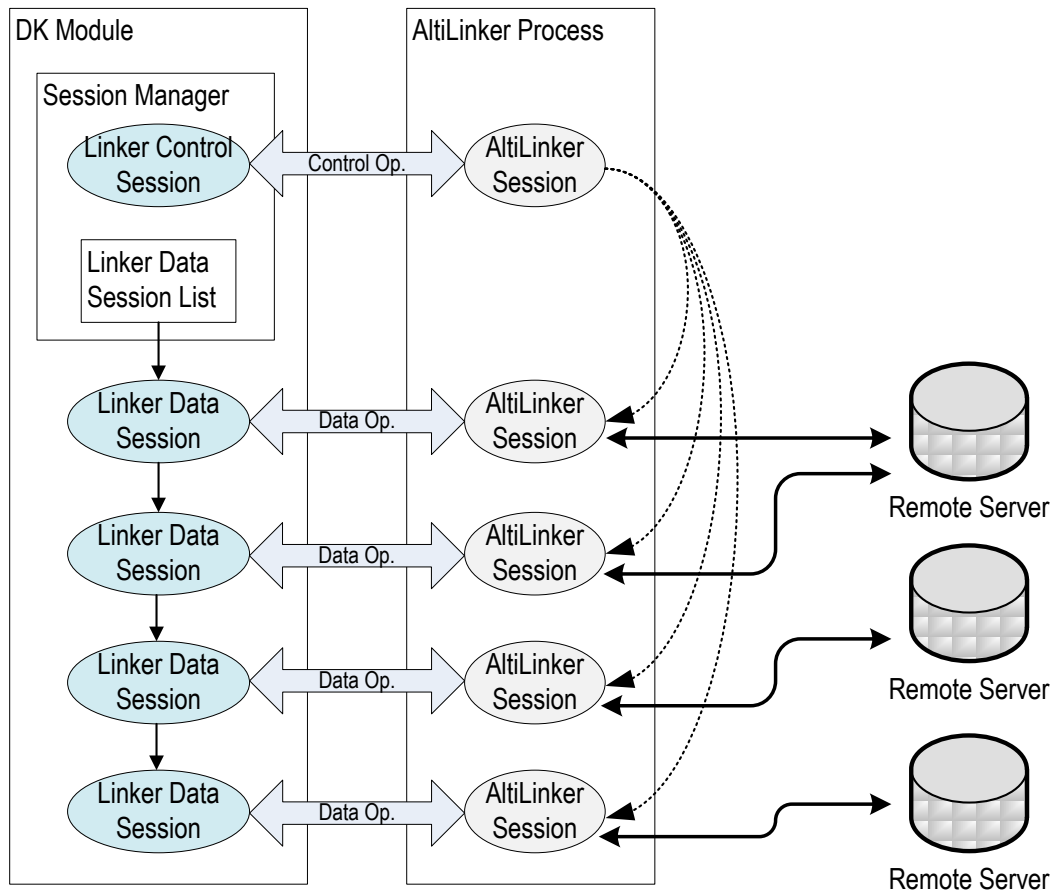 DK Module
AltiLinker Process
Session Manager
Linker Control
Session
Control Op.
AltiLinker
Session
Linker Data
Session List
Linker Data
Session
Data Op.
AltiLinker
Session
Remote Server
Linker Data
Session
Data Op.
AltiLinker
Session
Linker Data
Session
Data Op.
AltiLinker
Session
Remote Server
Linker Data
Session
Data Op.
AltiLinker
Session
Remote Server